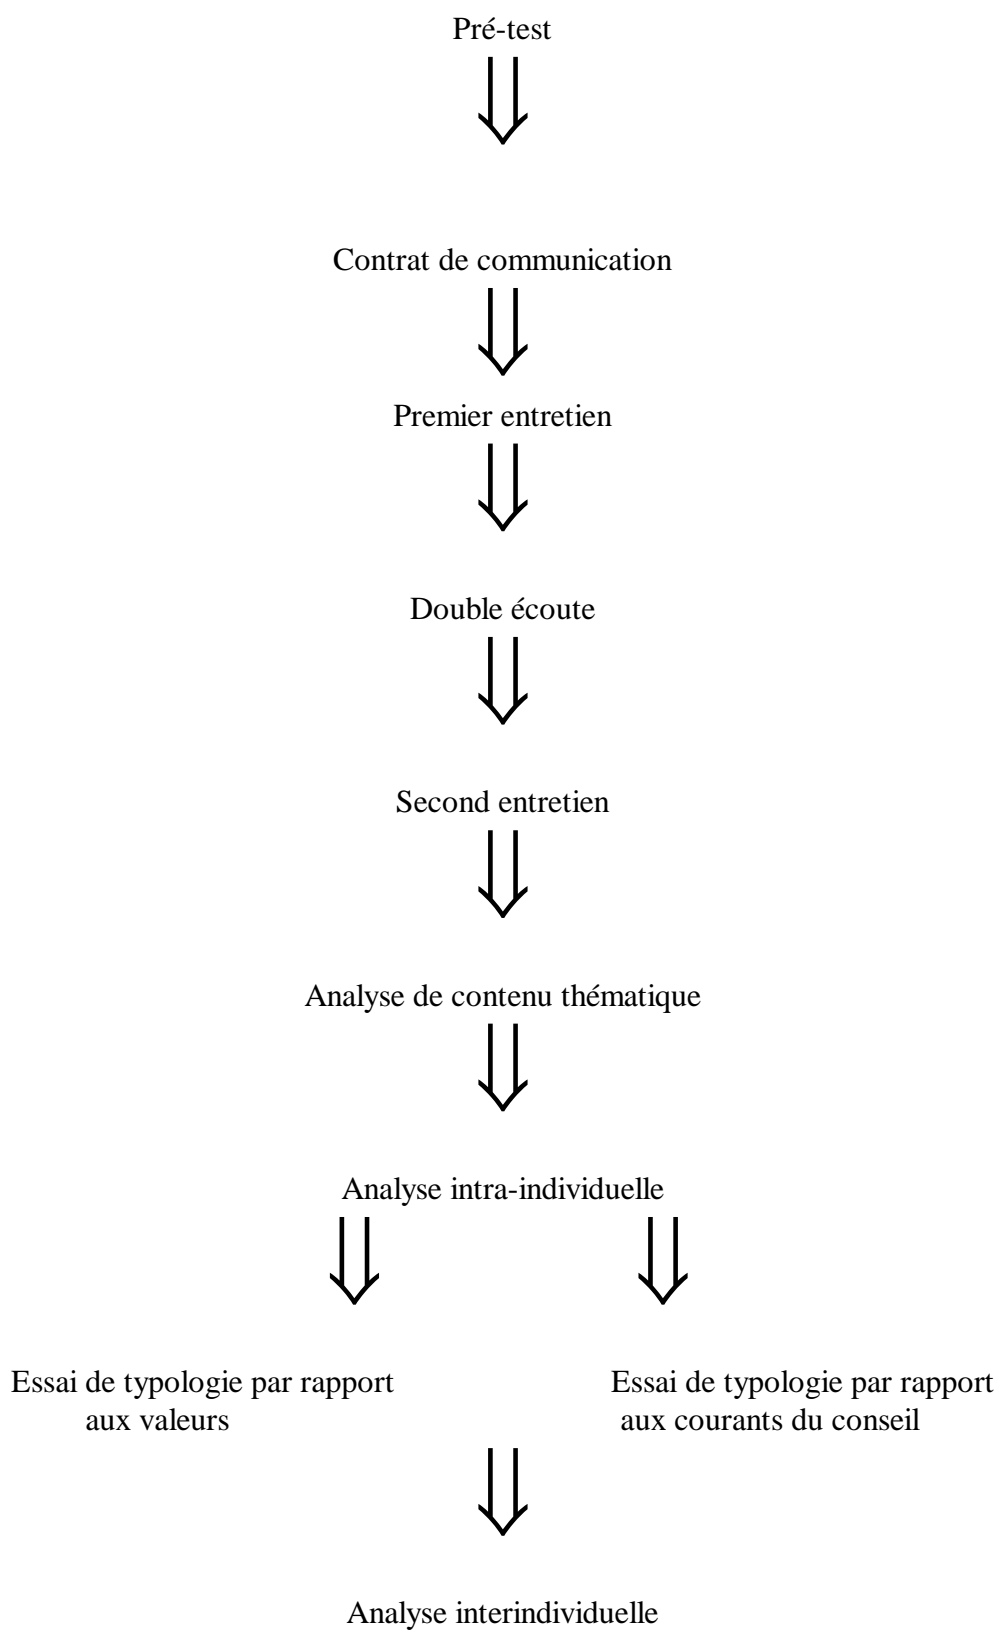 Pré-test
Contrat de communication
Premier entretien
Double écoute
Second entretien
Analyse de contenu thématique
Analyse intra-individuelle
Essai de typologie par rapport
aux valeurs
Essai de typologie par rapport
aux courants du conseil
Analyse interindividuelle